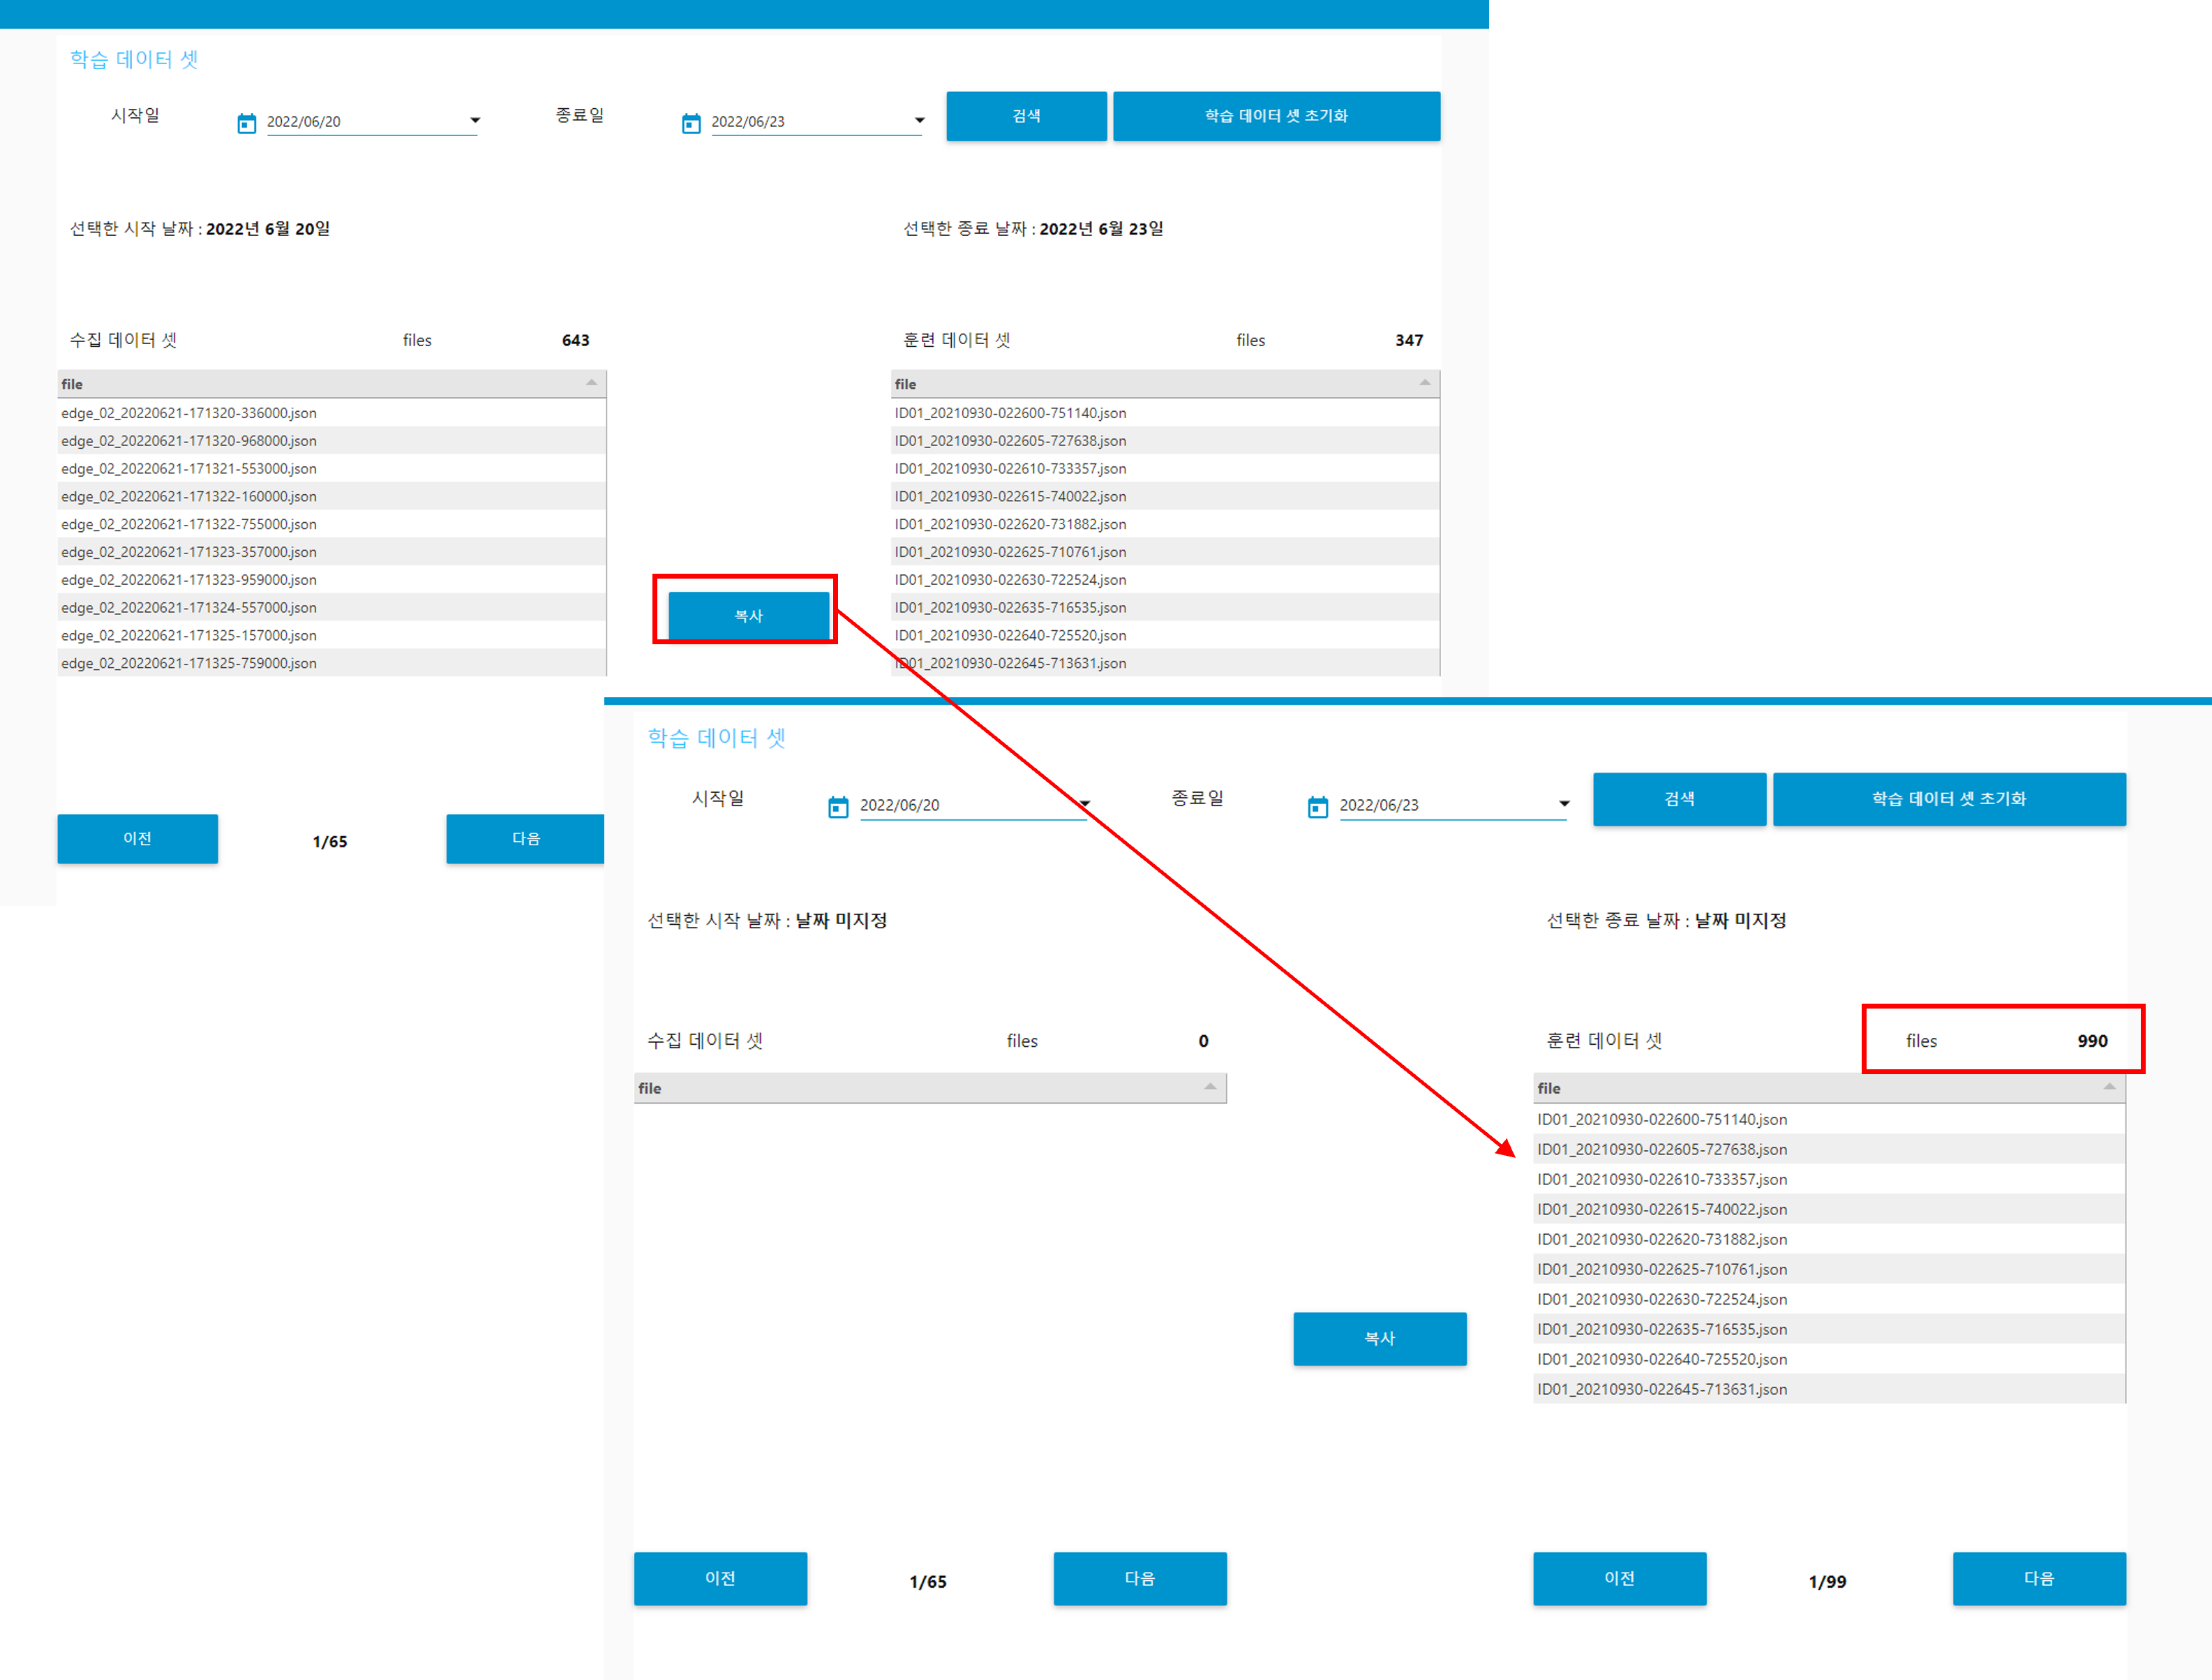 학습 데이터 셋
시작일 2022/06/20 종료일 2022/06/23 검색 학습 데이터 셋 초기화
선택한 시작 날짜 : 2022년 6월 20일 선택한 종료 날짜 : 2022년 6월 23일
수집 데이터 셋 files 643 훈련 데이터 셋 files 347
file file
edge_02_20220621-171320-336000.json ID01_20210930-022600-751140.json
edge_02_20220621-171320-968000.json ID01_20210930-022605-727638.json
edge_02_20220621-171321-553000.json ID01_20210930-022610-733357.json
edge_02_20220621-171322-160000.json ID01_20210930-022615-740022.json
edge_02_20220621-171322-755000.json ID01_20210930-022620-731882.json
edge_02_20220621-171323-357000.json ID01_20210930-022625-710761.json
edge_02_20220621-171323-959000.json ID01_20210930-022630-722524.json
edge_02_20220621-171324-557000.json 복사 ID01_20210930-022635-716535.json
edge_02_20220621-171325-157000.json ID01_20210930-022640-725520.json
edge_02_20220621-171325-759000.json ID01_20210930-022645-713631.json
이전 1/65 다음
학습 데이터 셋
시작일 2022/06/20 종료일 2022/06/23 검색 학습 데이터 셋 초기화
선택한 시작 날짜 : 날짜 미지정 선택한 종료 날짜 : 날짜 미지정
수집 데이터 셋 files 0 훈련 데이터 셋 files 990
file file
ID01_20210930-022600-751140.json
ID01_20210930-022605-727638.json
ID01_20210930-022610-733357.json
ID01_20210930-022615-740022.json
ID01_20210930-022620-731882.json
ID01_20210930-022625-710761.json
ID01_20210930-022630-722524.json
복사 ID01_20210930-022635-716535.json
ID01_20210930-022640-725520.json
ID01_20210930-022645-713631.json
이전 1/65 다음 이전 1/99 다음